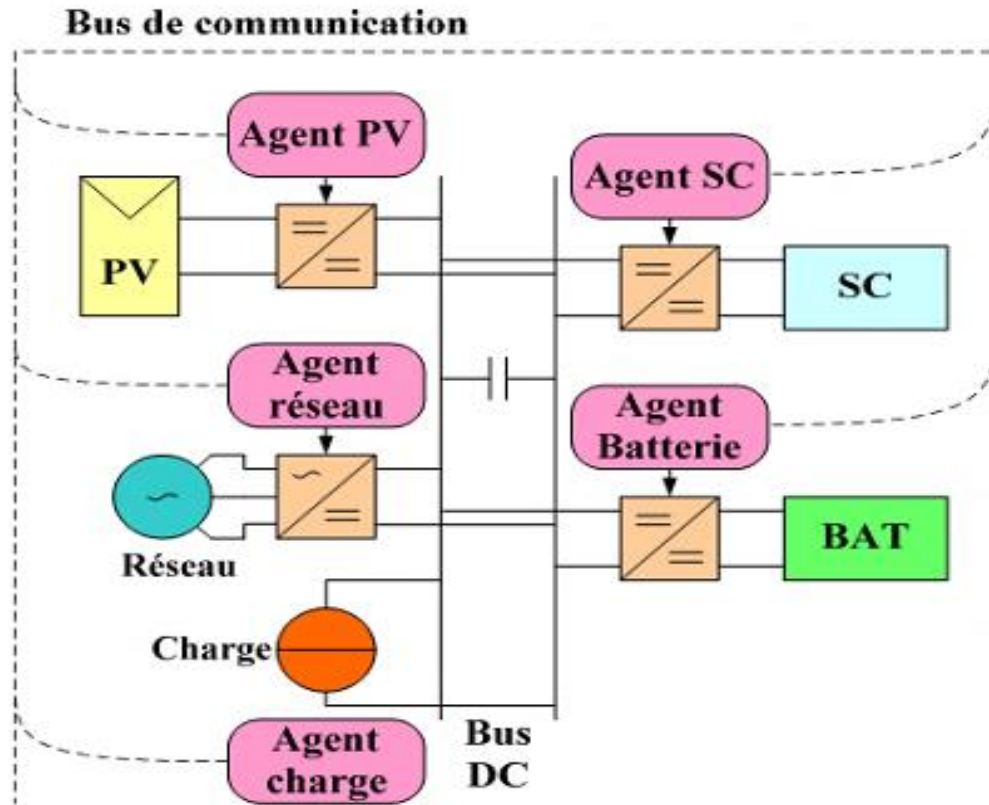 Bus de communication
Agent PV
Agent SC
PV
SC
Agent
réseau
Agent
Batterie
BAT
Réseau
Charge
Agent
charge
Bus
DC